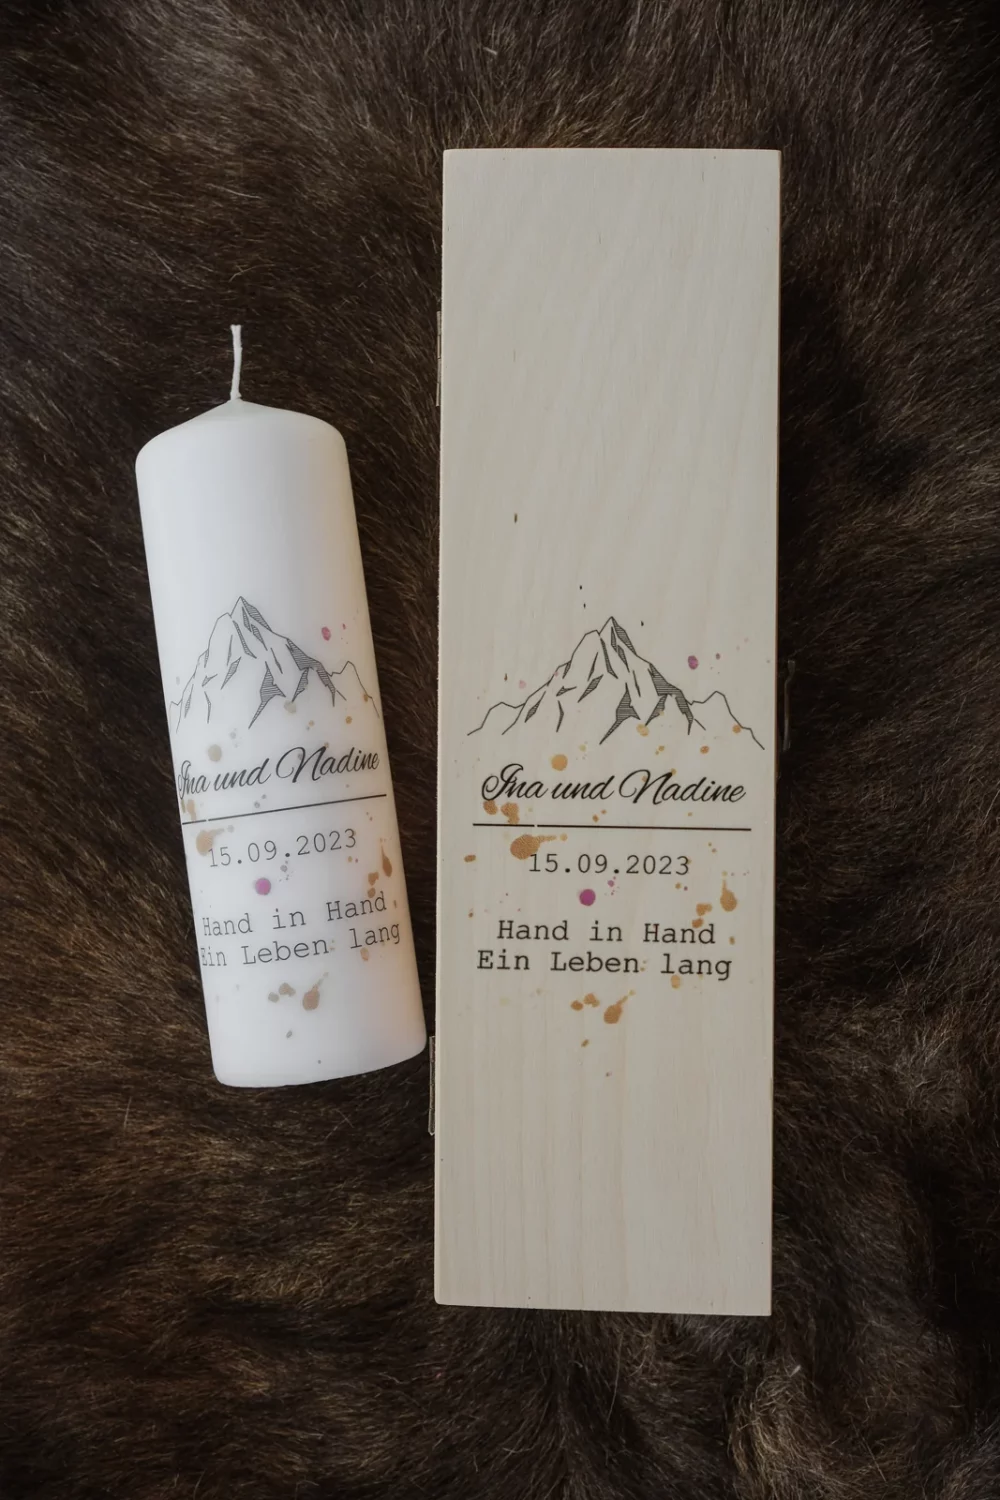 Ina und Nadine
15.09.2023
Hand in Hand
Ein Leben lang
Ina und Nadine
15.09.2023
Hand in Hand
Ein Leben lang